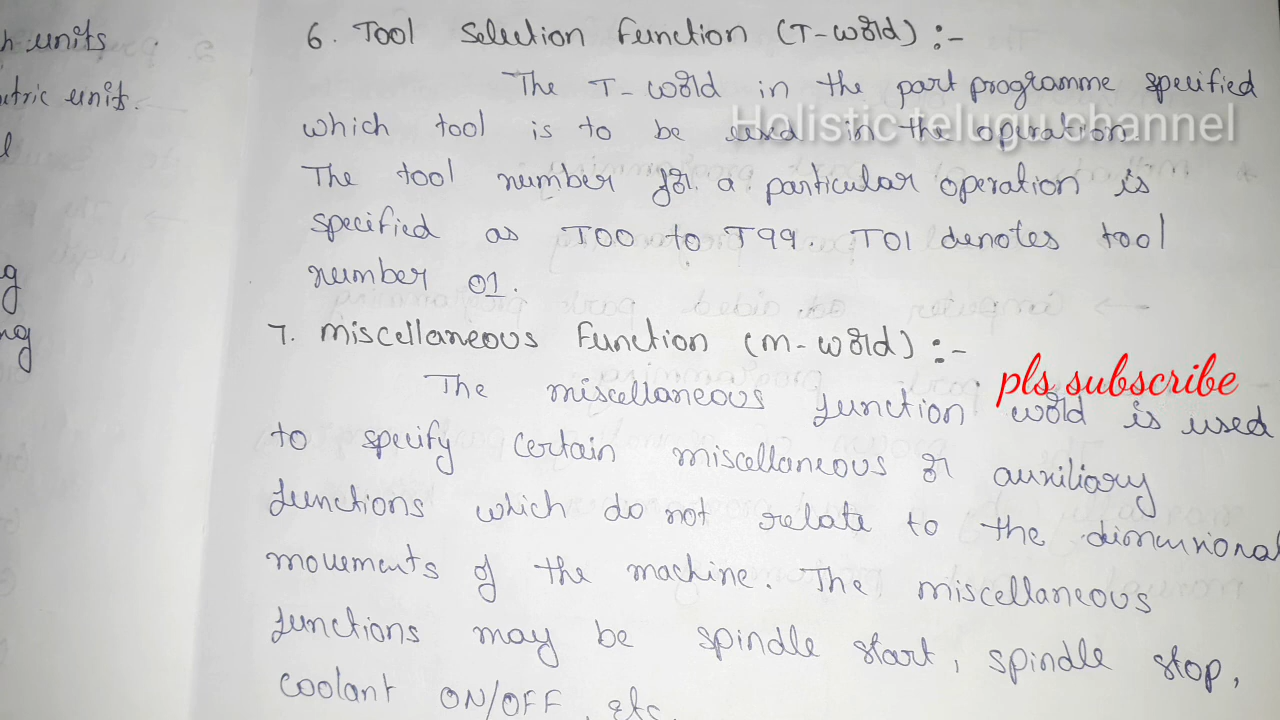 h units
etric units.
l
g
ng
6. Tool Selection Function (T-word) :-
The T-word in the part programme specified
which tool is to be used in the operation.
Holistic telugu channel
The tool number for a particular operation is
specified as T00 to T99. T01 denotes tool
number 01.
7. Miscellaneous Function (M-word) :-
pls subscribe
The miscellaneous function word is used
to specify certain miscellaneous or auxiliary
functions which do not relate to the dimensional
movements of the machine. The miscellaneous
functions may be spindle start, spindle stop,
coolant ON/OFF, etc.